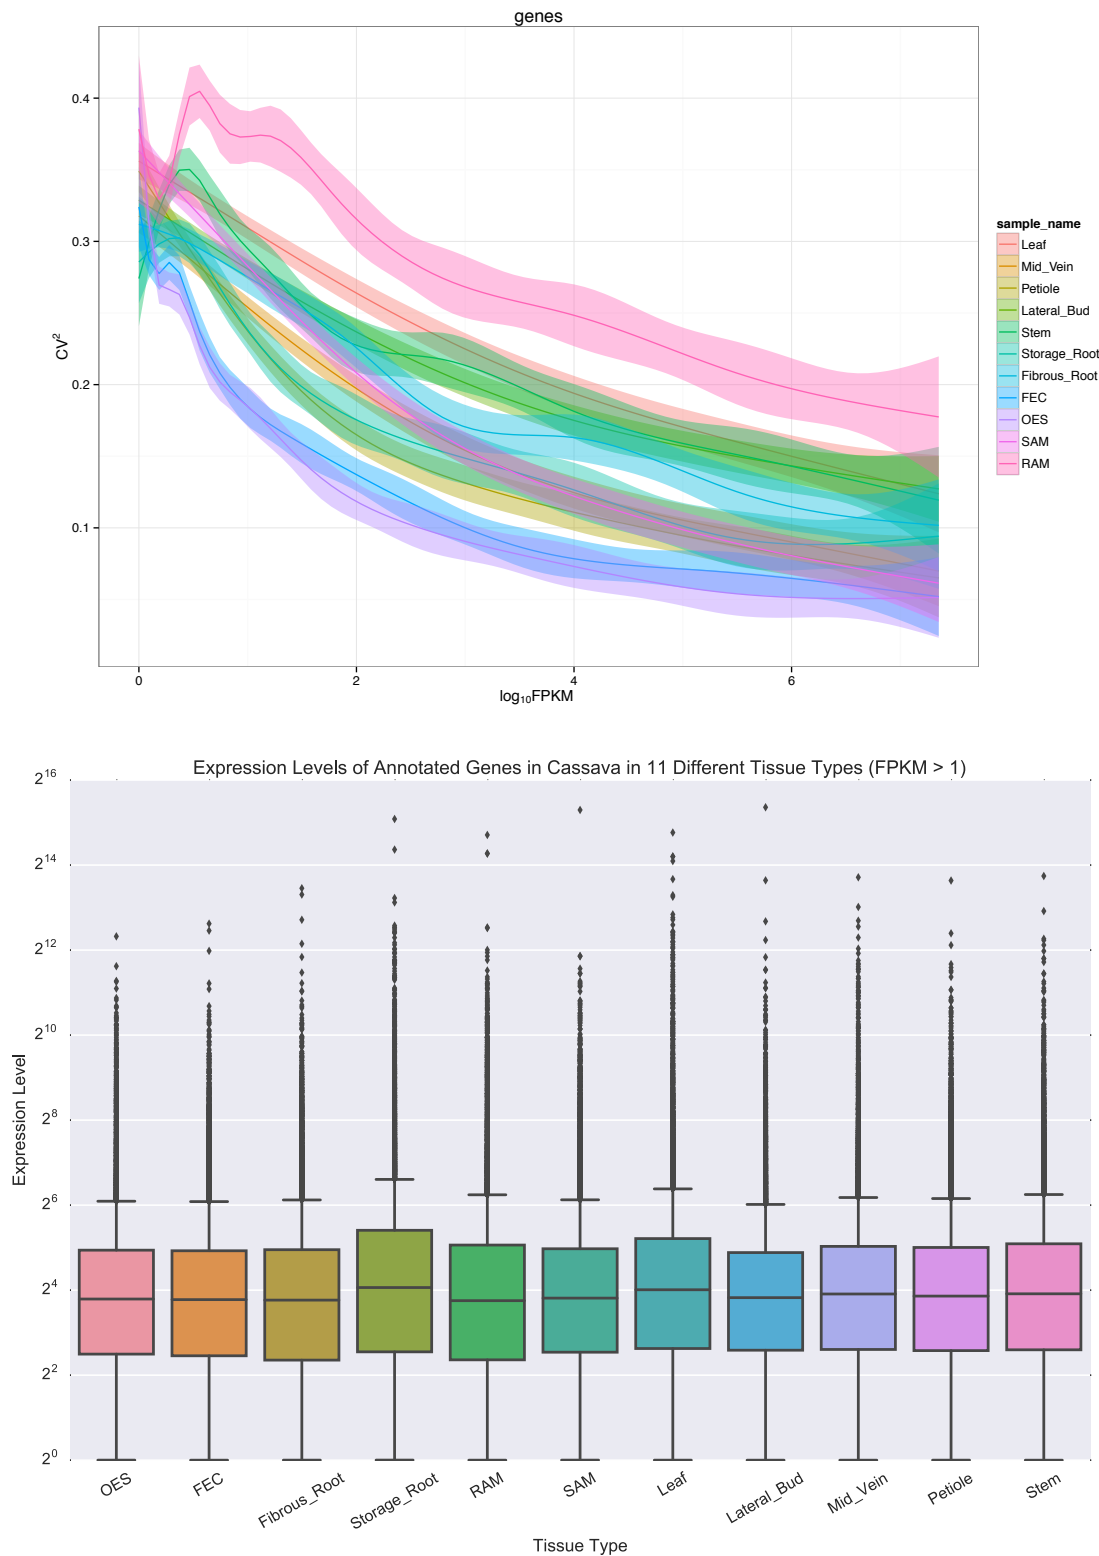 genes
0.4
0.3
0.2
0.1
CV²
0
2
4
6
log₁₀FPKM
sample_name
Leaf
Mid_Vein
Petiole
Lateral_Bud
Stem
Storage_Root
Fibrous_Root
FEC
OES
SAM
RAM
Expression Levels of Annotated Genes in Cassava in 11 Different Tissue Types (FPKM > 1)
2¹⁶
2¹⁴
2¹²
2¹⁰
2⁸
2⁶
2⁴
2²
2⁰
Expression Level
OES
FEC
Fibrous_Root
Storage_Root
RAM
SAM
Leaf
Lateral_Bud
Mid_Vein
Petiole
Stem
Tissue Type